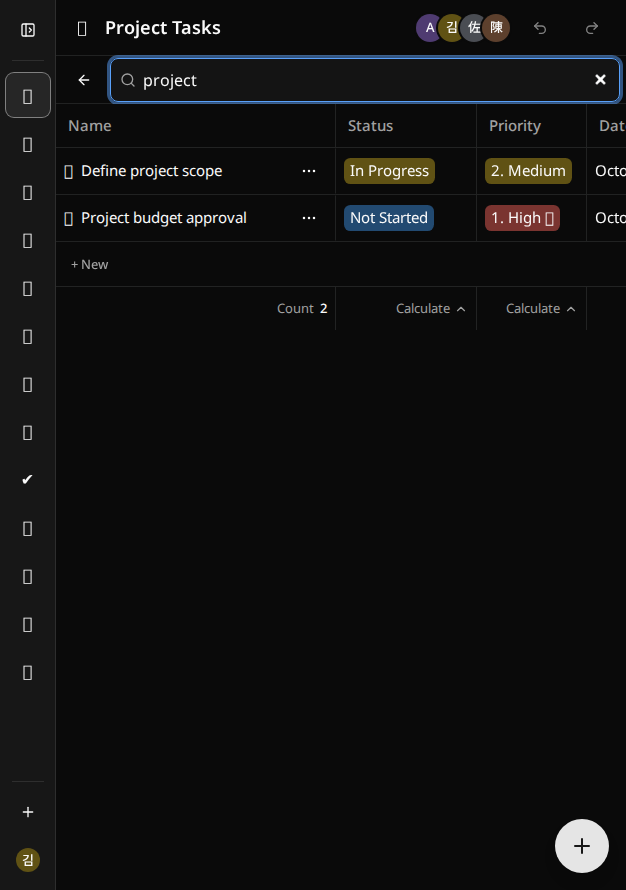 Project Tasks
A 김 佐 陳
project
Name Status Priority Dat
Define project scope ... In Progress 2. Medium Octo
Project budget approval ... Not Started 1. High Octo
+ New
Count 2 Calculate Calculate
김